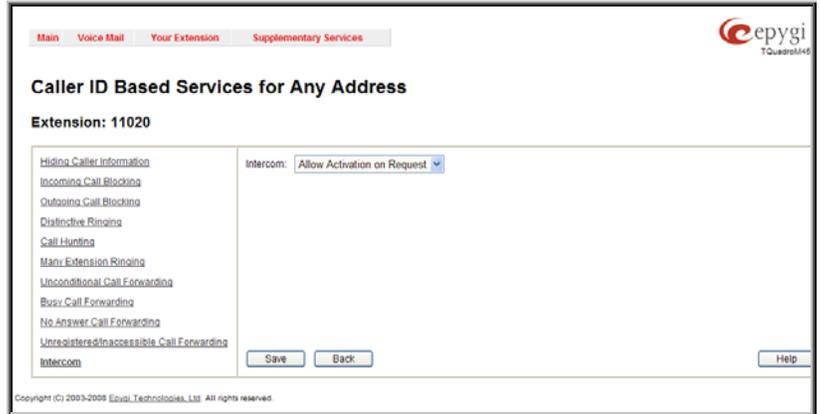 Main Voice Mail Your Extension Supplementary Services
epygi
TQuadroM46
Caller ID Based Services for Any Address
Extension: 11020
Hiding Caller Information
Incoming Call Blocking
Outgoing Call Blocking
Distinctive Ringing
Call Hunting
Many Extension Ringing
Unconditional Call Forwarding
Busy Call Forwarding
No Answer Call Forwarding
Unregistered/Inaccessible Call Forwarding
Intercom
Intercom: Allow Activation on Request
Save Back Help
Copyright (C) 2003-2008 Epygi Technologies, Ltd. All rights reserved.